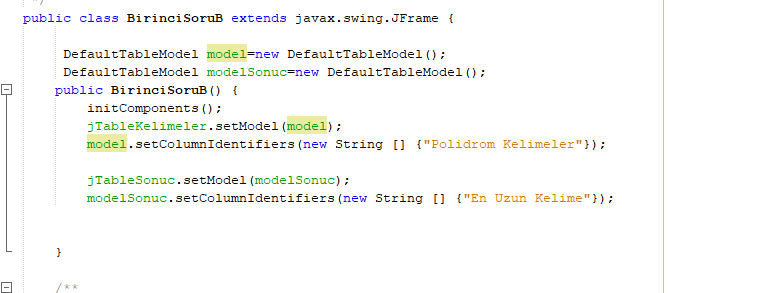 */
public class BirinciSoruB extends javax.swing.JFrame {
DefaultTableModel model=new DefaultTableModel();
DefaultTableModel modelSonuc=new DefaultTableModel();
public BirinciSoruB() {
initComponents();
jTableKelimeler.setModel(model);
model.setColumnIdentifiers(new String [] {"Polidrom Kelimeler"});
jTableSonuc.setModel(modelSonuc);
modelSonuc.setColumnIdentifiers(new String [] {"En Uzun Kelime"});
}
/**